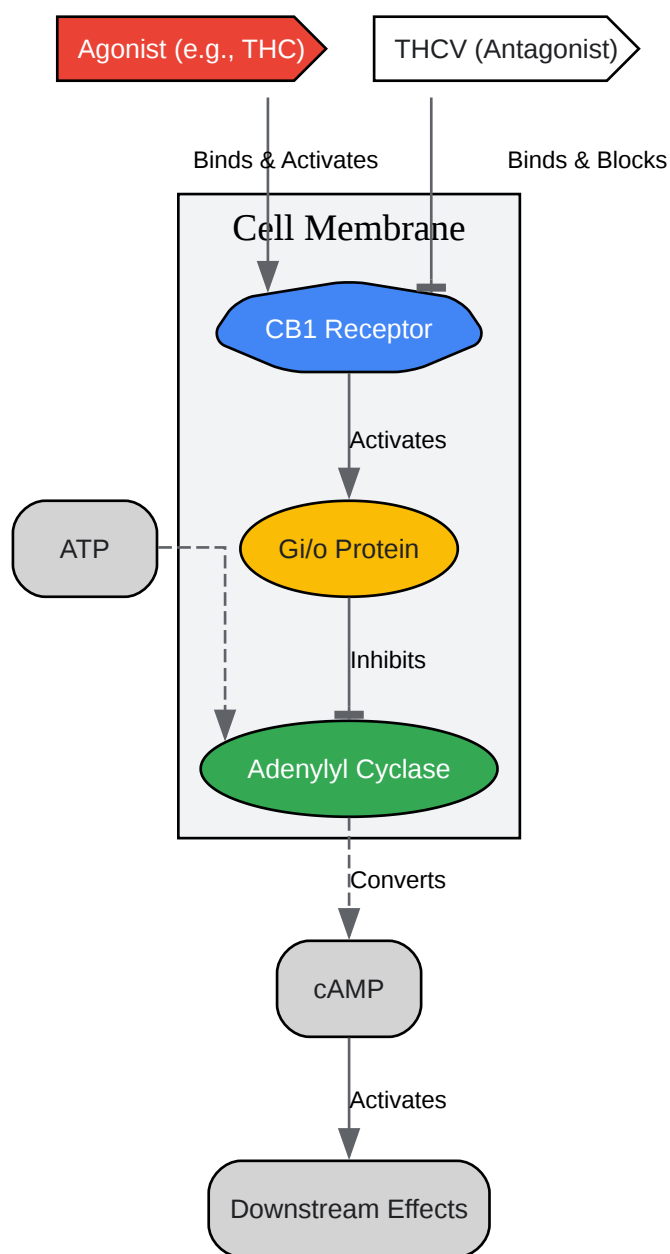 Agonist (e.g., THC)
THCV (Antagonist)
Binds & Activates
Binds & Blocks
Cell Membrane
CB1 Receptor
Activates
ATP
Gi/o Protein
Inhibits
Adenylyl Cyclase
Converts
cAMP
Activates
Downstream Effects